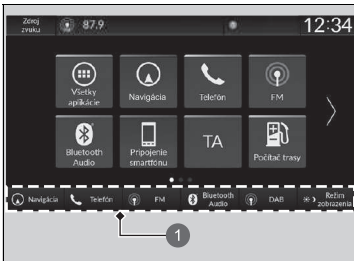 Zdroj
zvuku
87.9
12:34
Všetky
aplikácie
Navigácia
Telefón
FM
Bluetooth
Audio
Pripojenie
smartfónu
TA
Počítač trasy
Navigácia
Telefón
FM
Bluetooth
Audio
DAB
Režim
zobrazenia
1